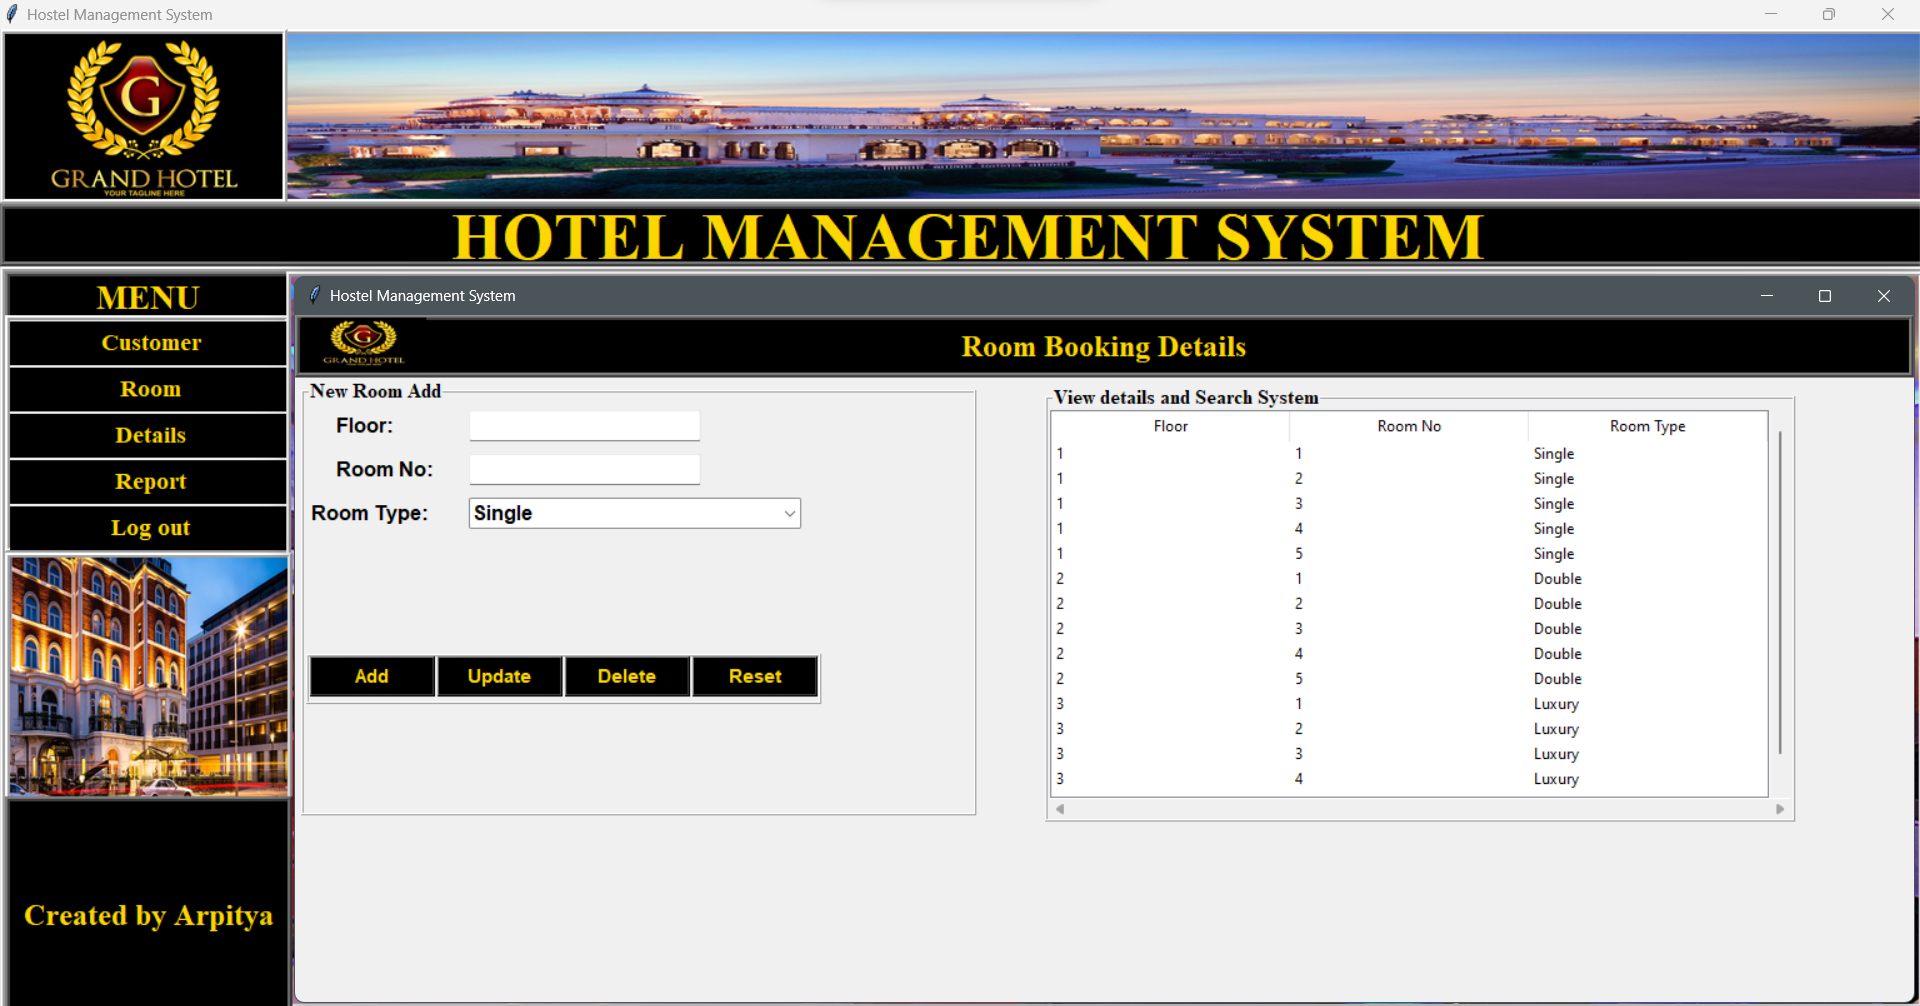 Hostel Management System
G
GRAND HOTEL
YOUR TAGLINE HERE
HOTEL MANAGEMENT SYSTEM
MENU
Customer
Room
Details
Report
Log out
Created by Arpitya
Hostel Management System
G
GRAND HOTEL
Room Booking Details
New Room Add
Floor:
Room No:
Room Type: Single
Add Update Delete Reset
View details and Search System
Floor Room No Room Type
1 1 Single
1 2 Single
1 3 Single
1 4 Single
1 5 Single
2 1 Double
2 2 Double
2 3 Double
2 4 Double
2 5 Double
3 1 Luxury
3 2 Luxury
3 3 Luxury
3 4 Luxury